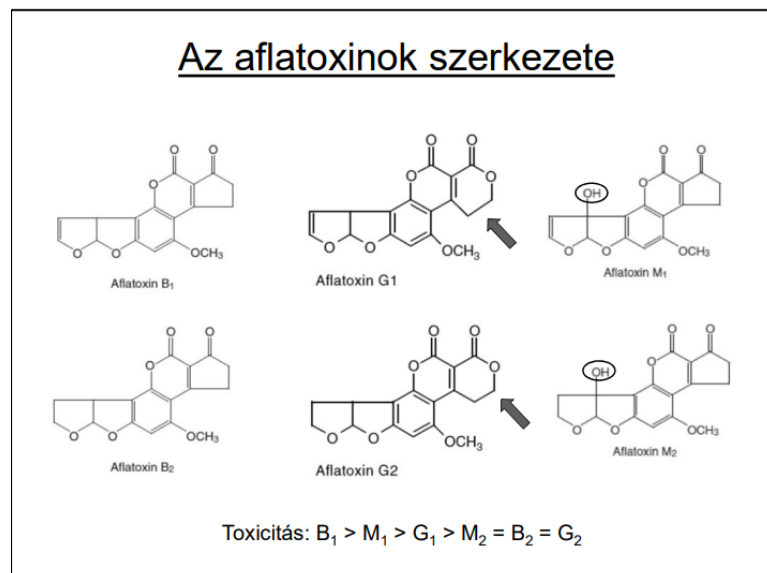 Az aflatoxinok szerkezete
O O
O
O
O
OCH₃
Aflatoxin B₁
O O
O
O
O
O
OCH₃
Aflatoxin G1
O O
OH
O
O
O
OCH₃
Aflatoxin M₁
O O
O
O
O
OCH₃
Aflatoxin B₂
O O
O
O
O
O
OCH₃
Aflatoxin G2
O O
OH
O
O
O
OCH₃
Aflatoxin M₂
Toxicitás: B₁ > M₁ > G₁ > M₂ = B₂ = G₂